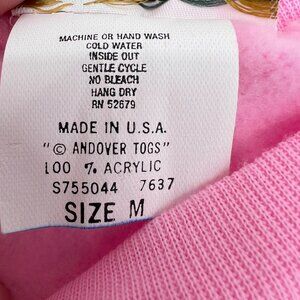 MACHINE OR HAND WASH
COLD WATER
INSIDE OUT
GENTLE CYCLE
NO BLEACH
HANG DRY
RN 52679
MADE IN U.S.A.
"© ANDOVER TOGS"
100 % ACRYLIC
S755044 7637
SIZE M